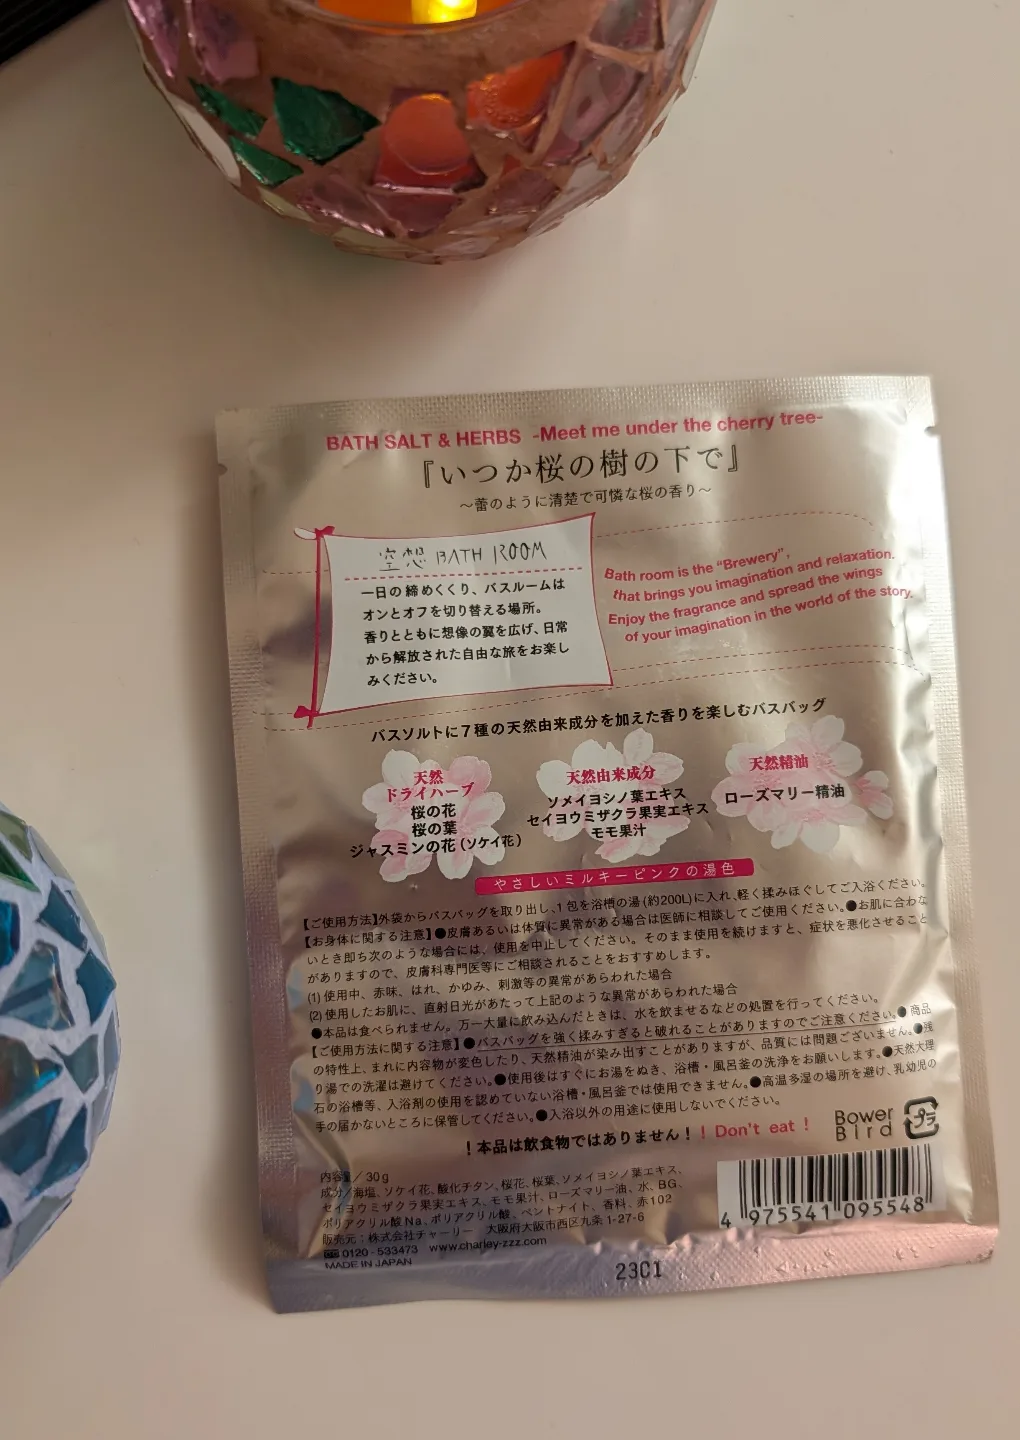 BATH SALT & HERBS -Meet me under the cherry tree-
『いつか桜の樹の下で』
〜蕾のように清楚で可憐な桜の香り〜
空想 BATH ROOM
一日の締めくくり、バスルームは
オンとオフを切り替える場所。
香りとともに想像の翼を広げ、日常
から解放された自由な旅をお楽し
みください。
Bath room is the “Brewery”,
that brings you imagination and relaxation.
Enjoy the fragrance and spread the wings
of your imagination in the world of the story.
バスソルトに7種の天然由来成分を加えた香りを楽しむバスバッグ
天然
ドライハーブ
桜の花
桜の葉
ジャスミンの花(ソケイ花)
天然由来成分
ソメイヨシノ葉エキス
セイヨウミザクラ果実エキス
モモ果汁
天然精油
ローズマリー精油
やさしいミルキーピンクの湯色
【ご使用方法】外袋からバスバッグを取り出し、1包を浴槽の湯(約200L)に入れ、軽く揉みほぐしてご入浴ください。
【お身体に関する注意】●皮膚あるいは体質に異常がある場合は医師に相談してご使用ください。●お肌に合わな
いとき即ち次のような場合には、使用を中止してください。そのまま使用を続けますと、症状を悪化させること
がありますので、皮膚科専門医等にご相談されることをおすすめします。
(1)使用中、赤味、はれ、かゆみ、刺激等の異常があらわれた場合
(2)使用したお肌に、直射日光があたって上記のような異常があらわれた場合
●本品は食べられません。万一大量に飲み込んだときは、水を飲ませるなどの処置を行ってください。
【ご使用方法に関する注意】●バスバッグを強く揉みすぎると破れることがありますのでご注意ください。●商品
の特性上、まれに内容物が変色したり、天然精油が染み出すことがありますが、品質には問題ございません。●残
り湯での洗濯は避けてください。●使用後はすぐにお湯をぬき、浴槽・風呂釜の洗浄をお願いします。●天然大理
石の浴槽等、入浴剤の使用を認めていない浴槽・風呂釜では使用できません。●高温多湿の場所を避け、乳幼児の
手の届かないところに保管してください。●入浴以外の用途に使用しないでください。
！本品は飲食物ではありません！！Don't eat！
Bower
Bird
プラ
内容量／30g
成分／海塩、ソケイ花、酸化チタン、桜花、桜葉、ソメイヨシノ葉エキス、
セイヨウミザクラ果実エキス、モモ果汁、ローズマリー油、水、BG、
ポリアクリル酸Na、ポリアクリル酸、ベントナイト、香料、赤102
販売元：株式会社チャーリー　大阪府大阪市西区九条1-27-6
0120-533473 www.charley-zzz.com
MADE IN JAPAN
4 975541 095548
23C1